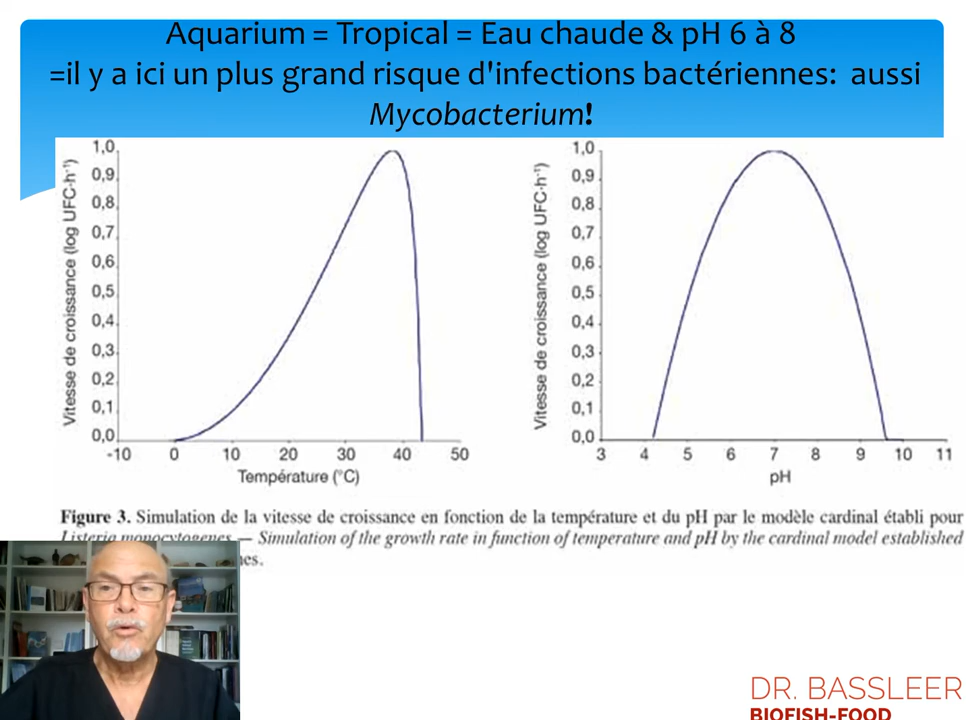 Aquarium = Tropical = Eau chaude & pH 6 à 8
=il y a ici un plus grand risque d'infections bactériennes: aussi
Mycobacterium!
Vitesse de croissance (log UFC·h⁻¹)
1,0
0,9
0,8
0,7
0,6
0,5
0,4
0,3
0,2
0,1
0,0
-10 0 10 20 30 40 50
Température (°C)
Vitesse de croissance (log UFC·h⁻¹)
1,0
0,9
0,8
0,7
0,6
0,5
0,4
0,3
0,2
0,1
0,0
3 4 5 6 7 8 9 10 11
pH
Figure 3. Simulation de la vitesse de croissance en fonction de la température et du pH par le modèle cardinal établi pour
Listeria monocytogenes — Simulation of the growth rate in function of temperature and pH by the cardinal model established
nes.
DR. BASSLEER
BIOFISH-FOOD